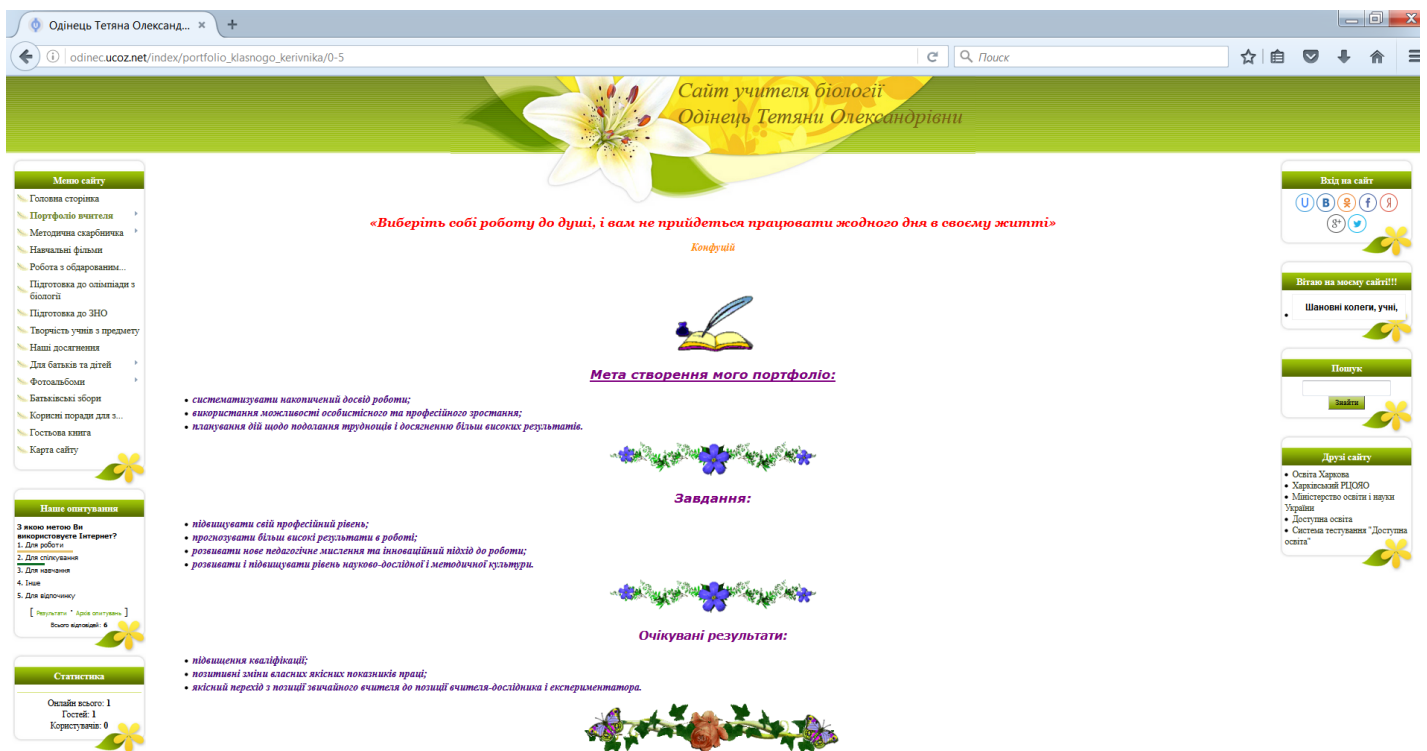 Одінець Тетяна Олександ...
odinec.ucoz.net/index/portfolio_klasnogo_kerivnika/0-5
Поиск
Сайт учителя біології
Одінець Тетяни Олександрівни
Меню сайту
Головна сторінка
Портфоліо вчителя
Методична скарбничка
Навчальні фільми
Робота з обдарованим...
Підготовка до олімпіади з
біології
Підготовка до ЗНО
Творчість учнів з предмету
Наші досягнення
Для батьків та дітей
Фотоальбоми
Батьківські збори
Корисні поради для з...
Гостьова книга
Карта сайту
Наше опитування
З якою метою Ви
використовуєте Інтернет?
1. Для роботи
2. Для спілкування
3. Для навчання
4. Інше
5. Для відпочинку
[ Результати · Архів опитувань ]
Всього відповідей: 6
Статистика
Онлайн всього: 1
Гостей: 1
Користувачів: 0
«Виберіть собі роботу до душі, і вам не прийдеться працювати жодного дня в своєму житті»
Конфуцій
Мета створення мого портфоліо:
• систематизувати накопичений досвід роботи;
• використання можливості особистісного та професійного зростання;
• планування дій щодо подолання труднощів і досягненню більш високих результатів.
Завдання:
• підвищувати свій професійний рівень;
• прогнозувати більш високі результати в роботі;
• розвивати нове педагогічне мислення та інноваційний підхід до роботи;
• розвивати і підвищувати рівень науково-дослідної і методичної культури.
Очікувані результати:
• підвищення кваліфікації;
• позитивні зміни власних якісних показників праці;
• якісний перехід з позиції звичайного вчителя до позиції вчителя-дослідника і експериментатора.
Вхід на сайт
Вітаю на моєму сайті!!!
Шановні колеги, учні,
Пошук
Знайти
Друзі сайту
• Освіта Харкова
• Харківський РЦОЯО
• Міністерство освіти і науки
України
• Доступна освіта
• Система тестування "Доступна
освіта"